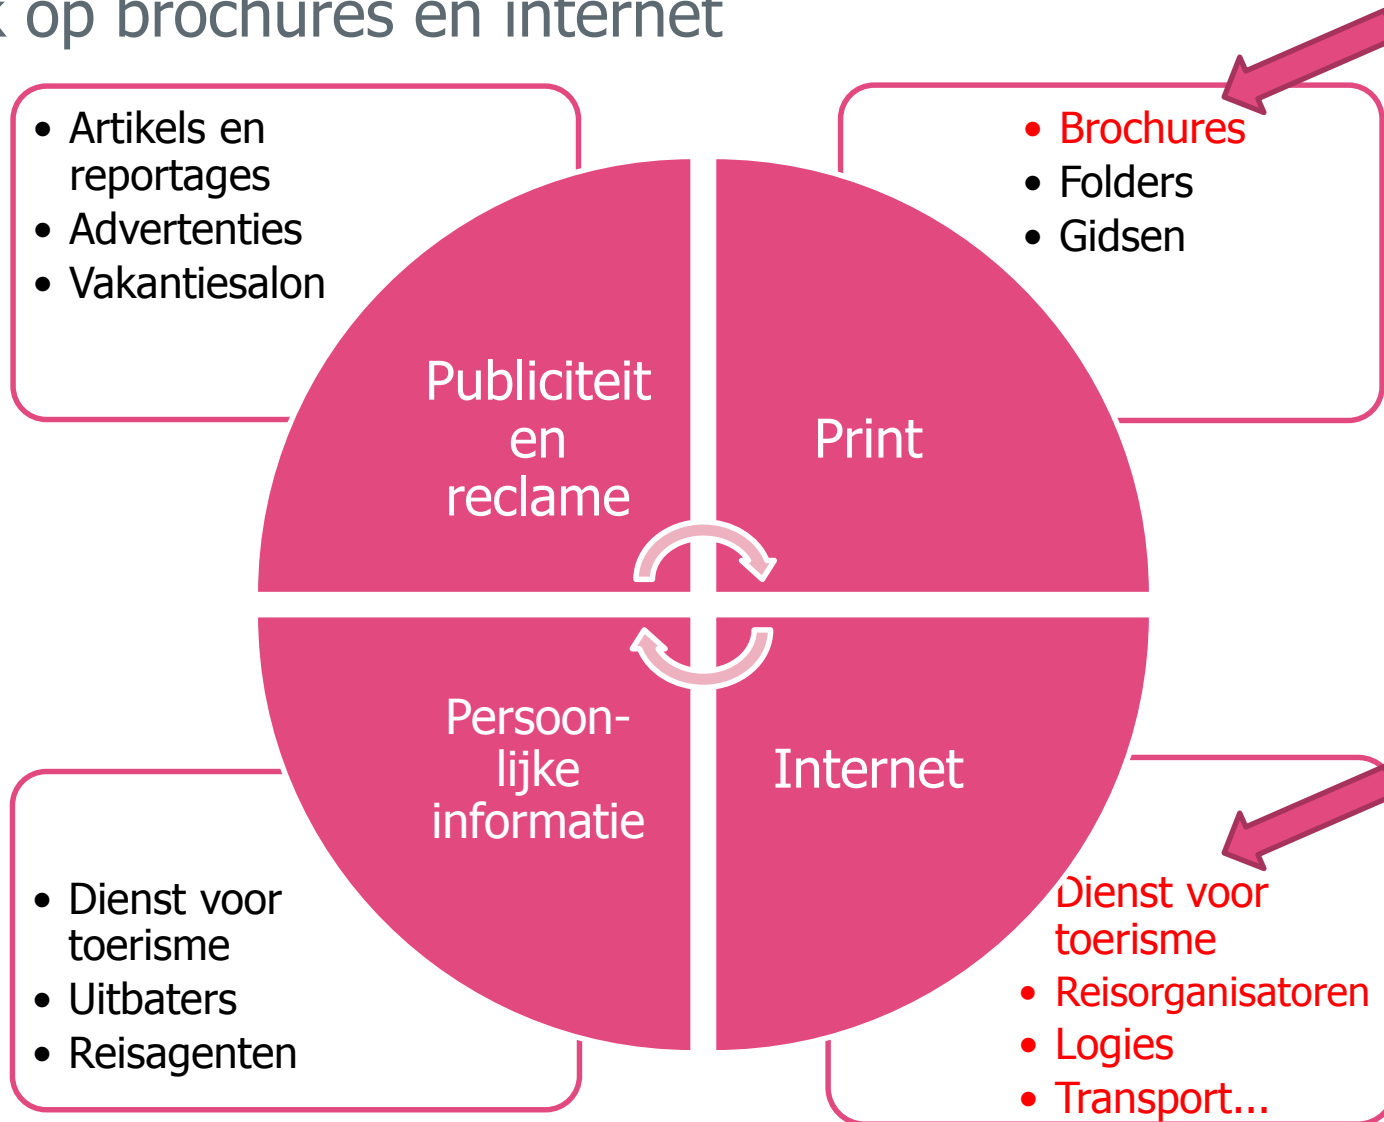 op brochures en internet
• Artikels en
reportages
• Advertenties
• Vakantiesalon
• Brochures
• Folders
• Gidsen
Publiciteit
en
reclame
Print
Persoon-
lijke
informatie
Internet
• Dienst voor
toerisme
• Uitbaters
• Reisagenten
Dienst voor
toerisme
• Reisorganisatoren
• Logies
• Transport...